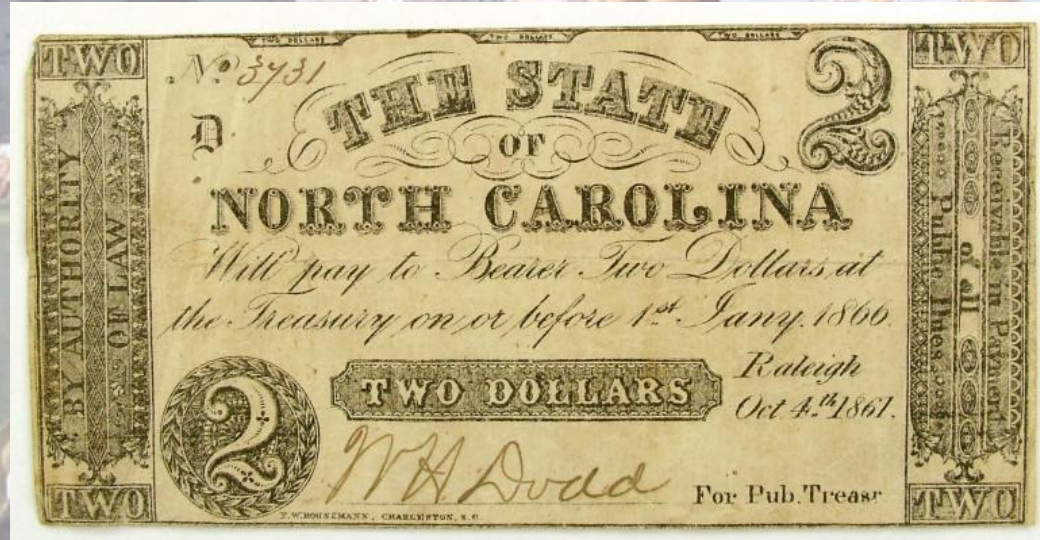 TWO
TWO DOLLARS
TWO DOLLARS
TWO DOLLARS
TWO
No 3731
D
2
THE STATE
OF
NORTH CAROLINA
Will pay to Bearer Two Dollars at
the Treasury on or before 1st Jany. 1866.
BY AUTHORITY
OF LAW
Receivable in Payment
of all
Public Dues
TWO DOLLARS
Raleigh
Oct 4th 1861.
2
W H Dodd
For Pub. Treasr
TWO
CHARLESTON, S.C.
TWO